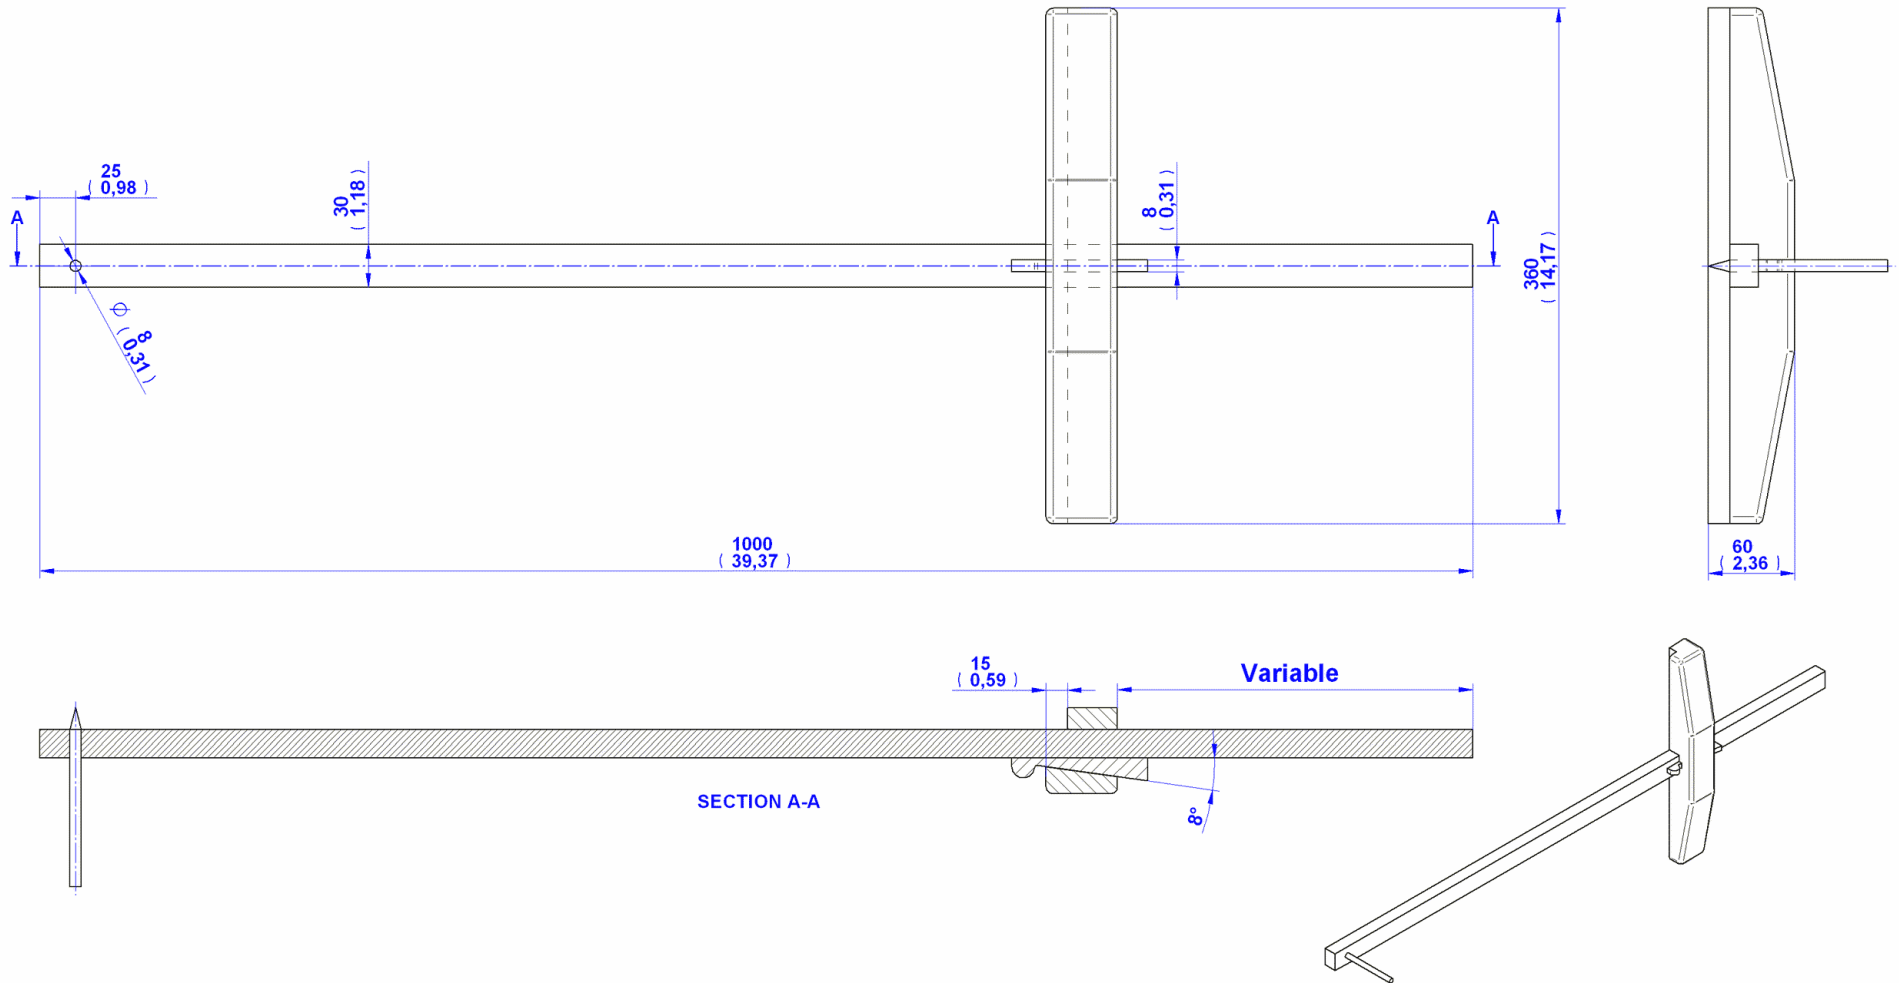 25
( 0,98 )
A
30
( 1,18 )
8
( 0,31 )
A
360
( 14,17 )
⌀ 8
( 0,31 )
1000
( 39,37 )
60
( 2,36 )
15
( 0,59 )
Variable
SECTION A-A
8°